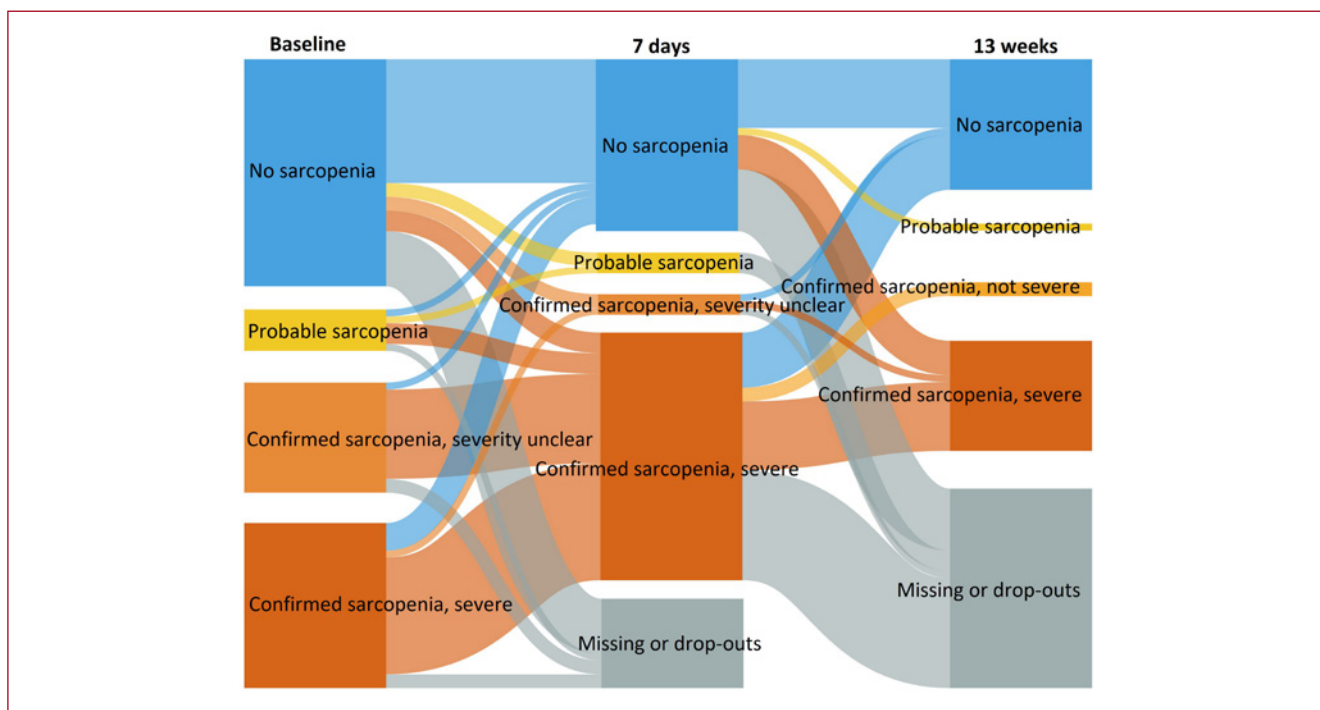 Baseline
7 days
13 weeks
No sarcopenia
No sarcopenia
No sarcopenia
Probable sarcopenia
Probable sarcopenia
Confirmed sarcopenia, not severe
Confirmed sarcopenia, severity unclear
Probable sarcopenia
Confirmed sarcopenia, severe
Confirmed sarcopenia, severity unclear
Confirmed sarcopenia, severe
Missing or drop-outs
Confirmed sarcopenia, severe
Missing or drop-outs